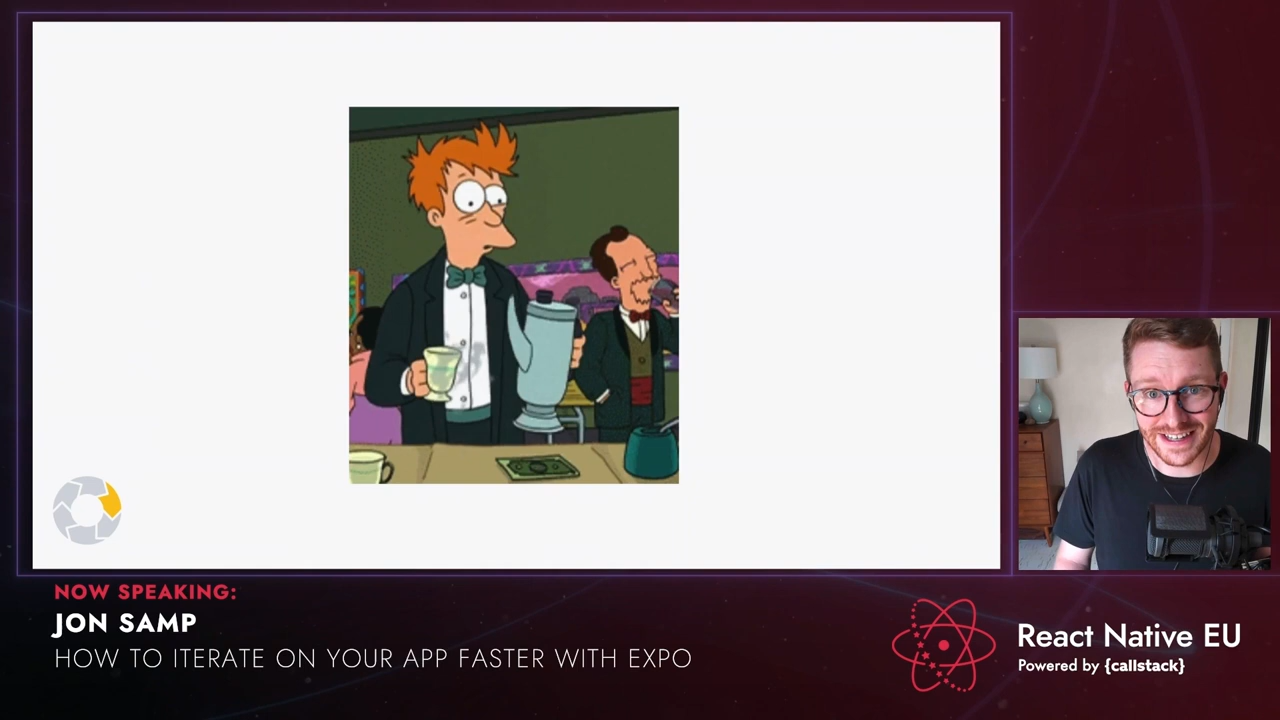 NOW SPEAKING:
JON SAMP
HOW TO ITERATE ON YOUR APP FASTER WITH EXPO
React Native EU
Powered by {callstack}